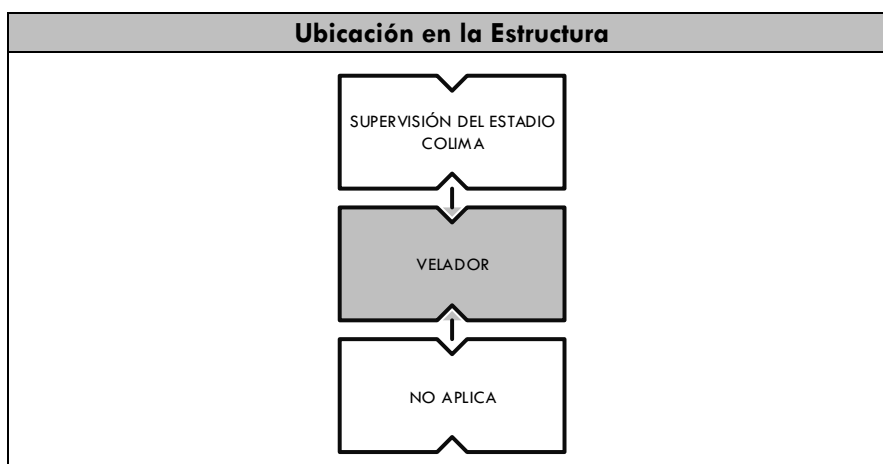 Ubicación en la Estructura
SUPERVISIÓN DEL ESTADIO
COLIMA
VELADOR
NO APLICA